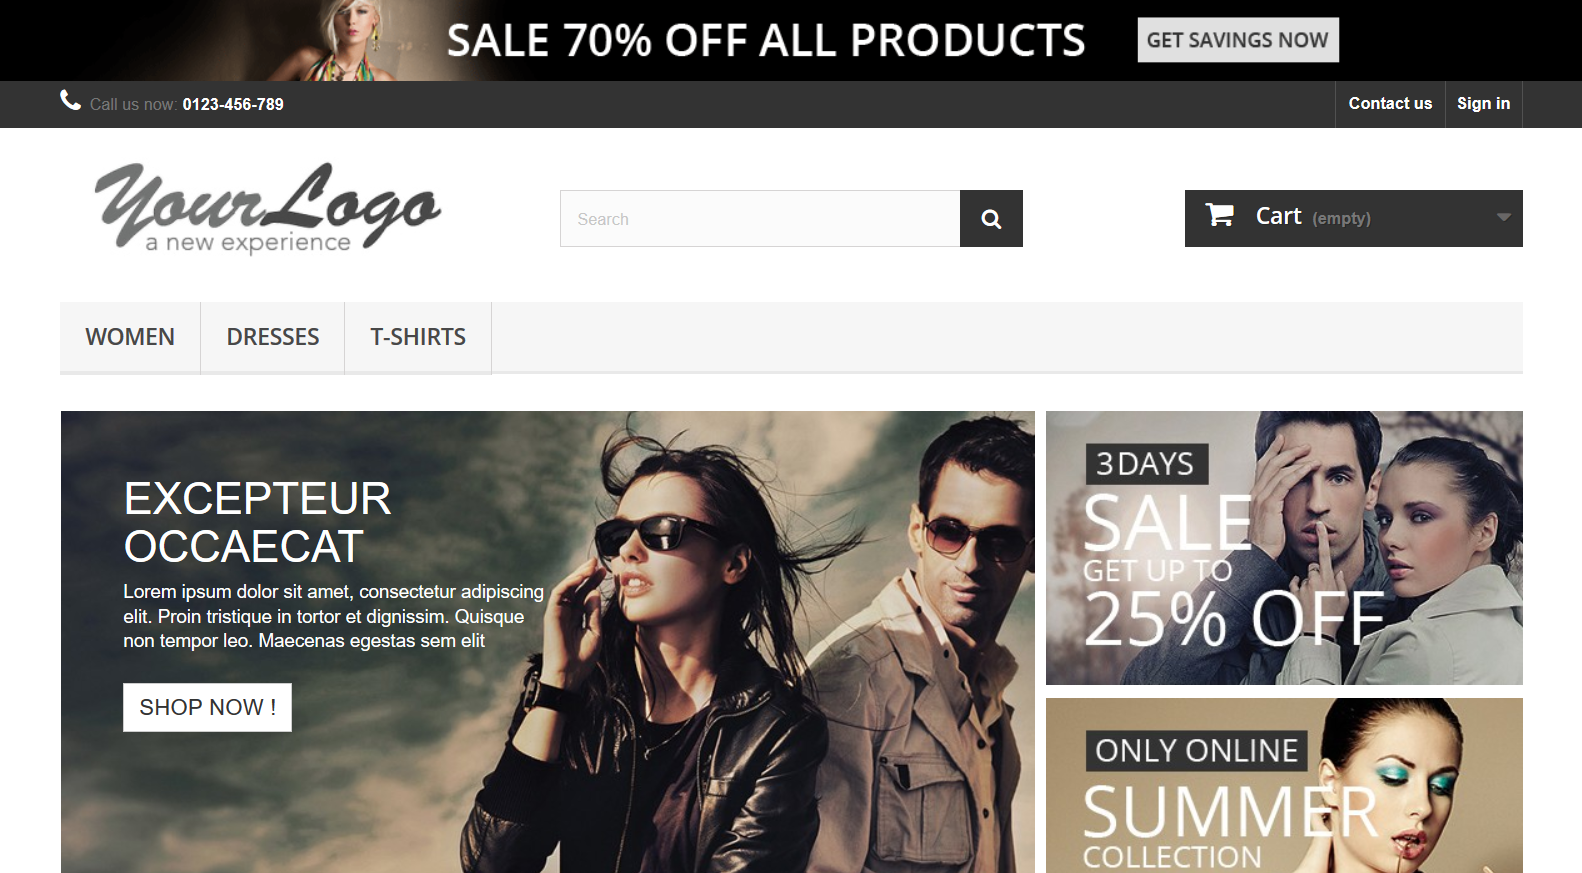 SALE 70% OFF ALL PRODUCTS
GET SAVINGS NOW
Call us now: 0123-456-789
Contact us
Sign in
YourLogo
a new experience
Search
Cart (empty)
WOMEN
DRESSES
T-SHIRTS
EXCEPTEUR
OCCAECAT
Lorem ipsum dolor sit amet, consectetur adipiscing
elit. Proin tristique in tortor et dignissim. Quisque
non tempor leo. Maecenas egestas sem elit
SHOP NOW !
3 DAYS
SALE
GET UP TO
25% OFF
ONLY ONLINE
SUMMER
COLLECTION